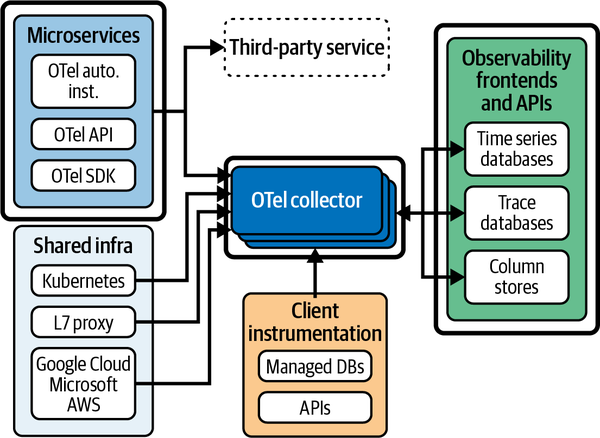 Microservices
OTel auto.
inst.
OTel API
OTel SDK
Third-party service
Observability
frontends
and APIs
Time series
databases
Trace
databases
Column
stores
OTel collector
Shared infra
Kubernetes
L7 proxy
Google Cloud
Microsoft
AWS
Client
instrumentation
Managed DBs
APIs